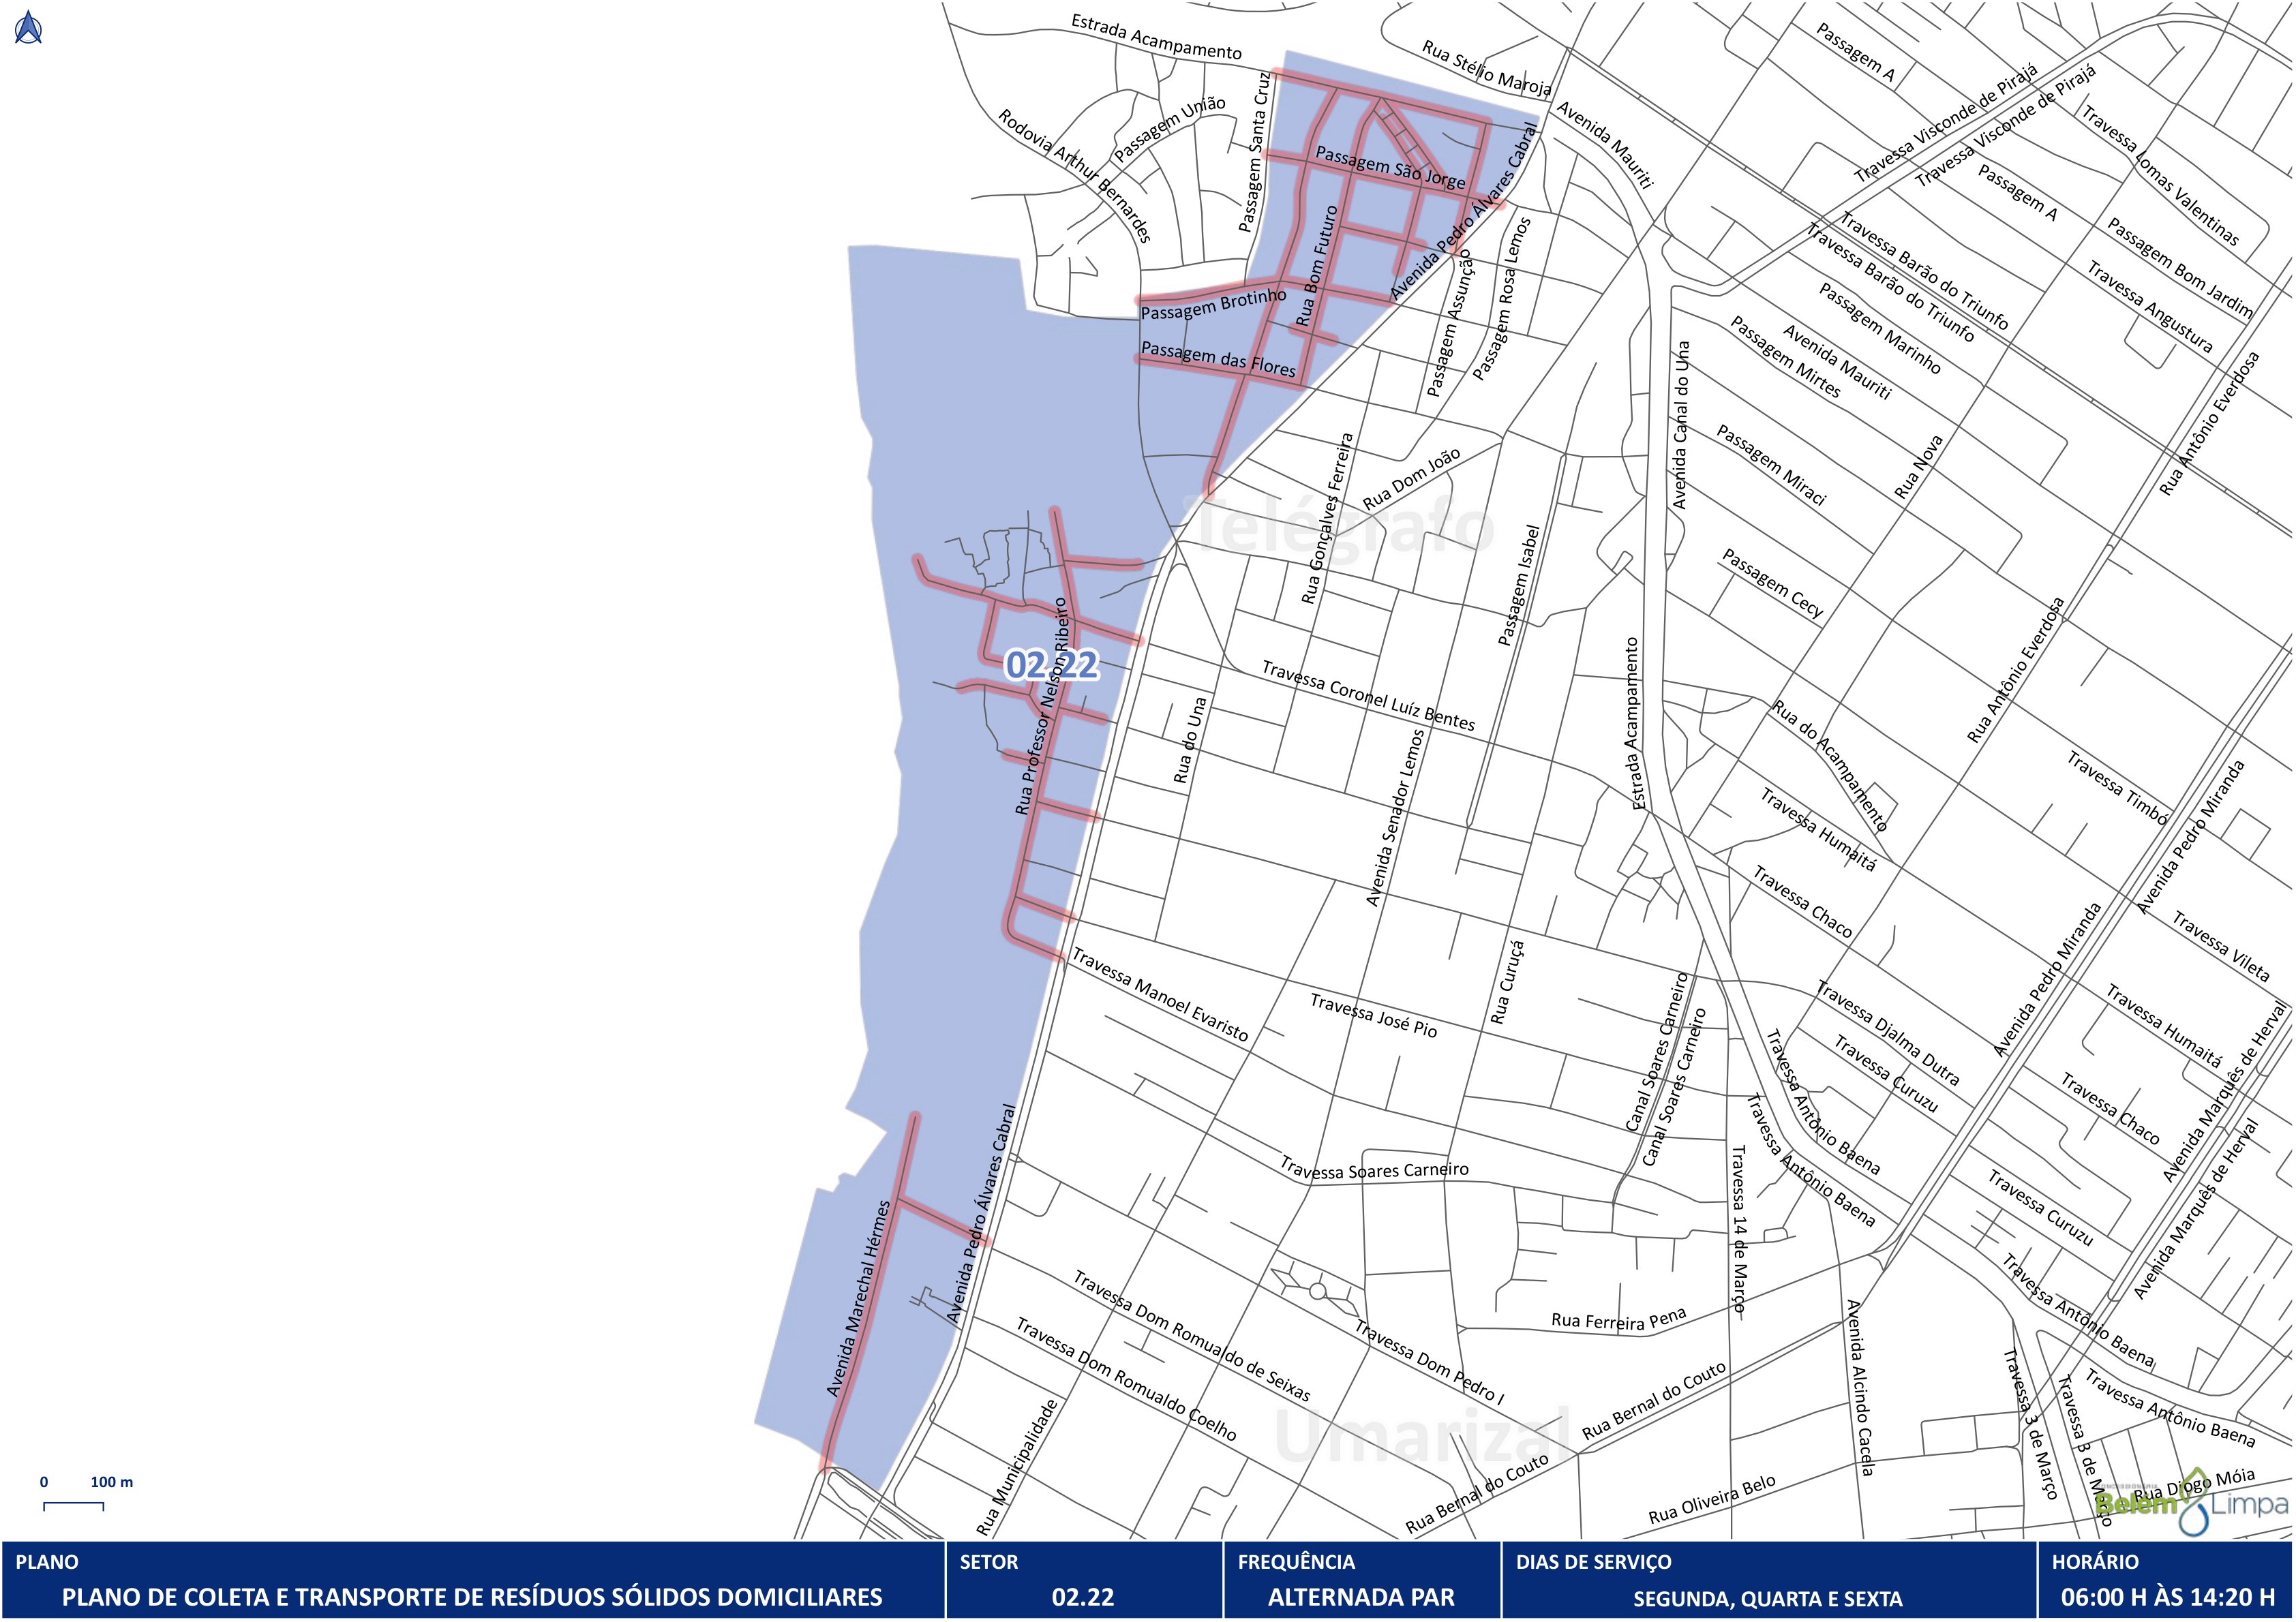 Estrada Acampamento
Rua Stélio Maroja
Passagem A
Travessa Visconde de Pirajá
Travessa Visconde de Pirajá
Travessa Lomas Valentinas
Avenida Mauriti
Rodovia Arthur Bernardes
Passagem União
Passagem Santa Cruz
Passagem São Jorge
Avenida Pedro Álvares Cabral
Passagem A
Passagem Bom Jardim
Travessa Barão do Triunfo
Travessa Barão do Triunfo
Travessa Angustura
Passagem Marinho
Avenida Mauriti
Passagem Mirtes
Rua Bom Futuro
Passagem Brotinho
Passagem das Flores
Passagem Assunção
Passagem Rosa Lemos
Avenida Canal do Una
Rua Antônio Everdosa
Rua Nova
Passagem Miraci
Rua Gonçalves Ferreira
Rua Dom João
Telégrafo
Passagem Isabel
Passagem Cecy
Rua Antônio Everdosa
Rua Professor Nelson Ribeiro
02.22
Travessa Coronel Luíz Bentes
Estrada Acampamento
Rua do Una
Rua do Acampamento
Avenida Senador Lemos
Travessa Timbó
Travessa Humaitá
Avenida Pedro Miranda
Travessa Chaco
Avenida Pedro Miranda
Travessa Vileta
Travessa Manoel Evaristo
Travessa José Pio
Rua Curuçá
Canal Soares Carneiro
Canal Soares Carneiro
Travessa Djalma Dutra
Travessa Curuzu
Travessa Humaitá
Avenida Marquês de Herval
Travessa Chaco
Travessa Antônio Baena
Travessa Antônio Baena
Avenida Pedro Álvares Cabral
Travessa Soares Carneiro
Travessa 14 de Março
Travessa Curuzu
Avenida Marquês de Herval
Avenida Marechal Hérmes
Travessa Dom Romualdo de Seixas
Travessa Dom Romualdo Coelho
Travessa Dom Pedro I
Rua Ferreira Pena
Rua Bernal do Couto
Avenida Alcindo Cacela
Travessa Antônio Baena
Travessa Antônio Baena
Travessa 3 de Março
Travessa 3 de Março
Umarizal
Rua Municipalidade
Rua Bernal do Couto
Rua Oliveira Belo
Rua Diogo Móia
0 100 m
Belém Limpa
PLANO
PLANO DE COLETA E TRANSPORTE DE RESÍDUOS SÓLIDOS DOMICILIARES
SETOR
02.22
FREQUÊNCIA
ALTERNADA PAR
DIAS DE SERVIÇO
SEGUNDA, QUARTA E SEXTA
HORÁRIO
06:00 H ÀS 14:20 H